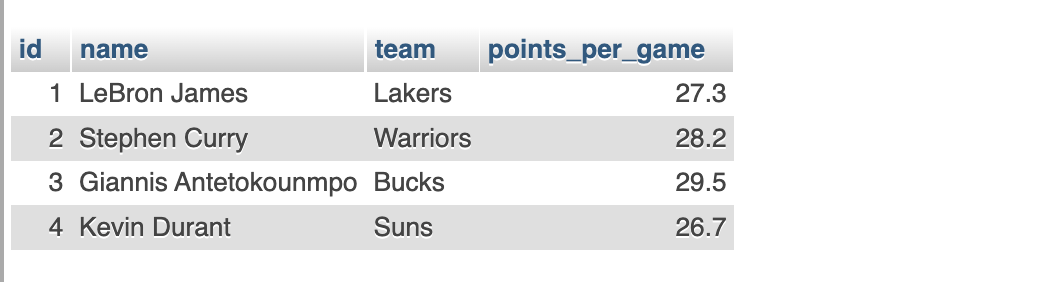 id name team points_per_game
1 LeBron James Lakers 27.3
2 Stephen Curry Warriors 28.2
3 Giannis Antetokounmpo Bucks 29.5
4 Kevin Durant Suns 26.7